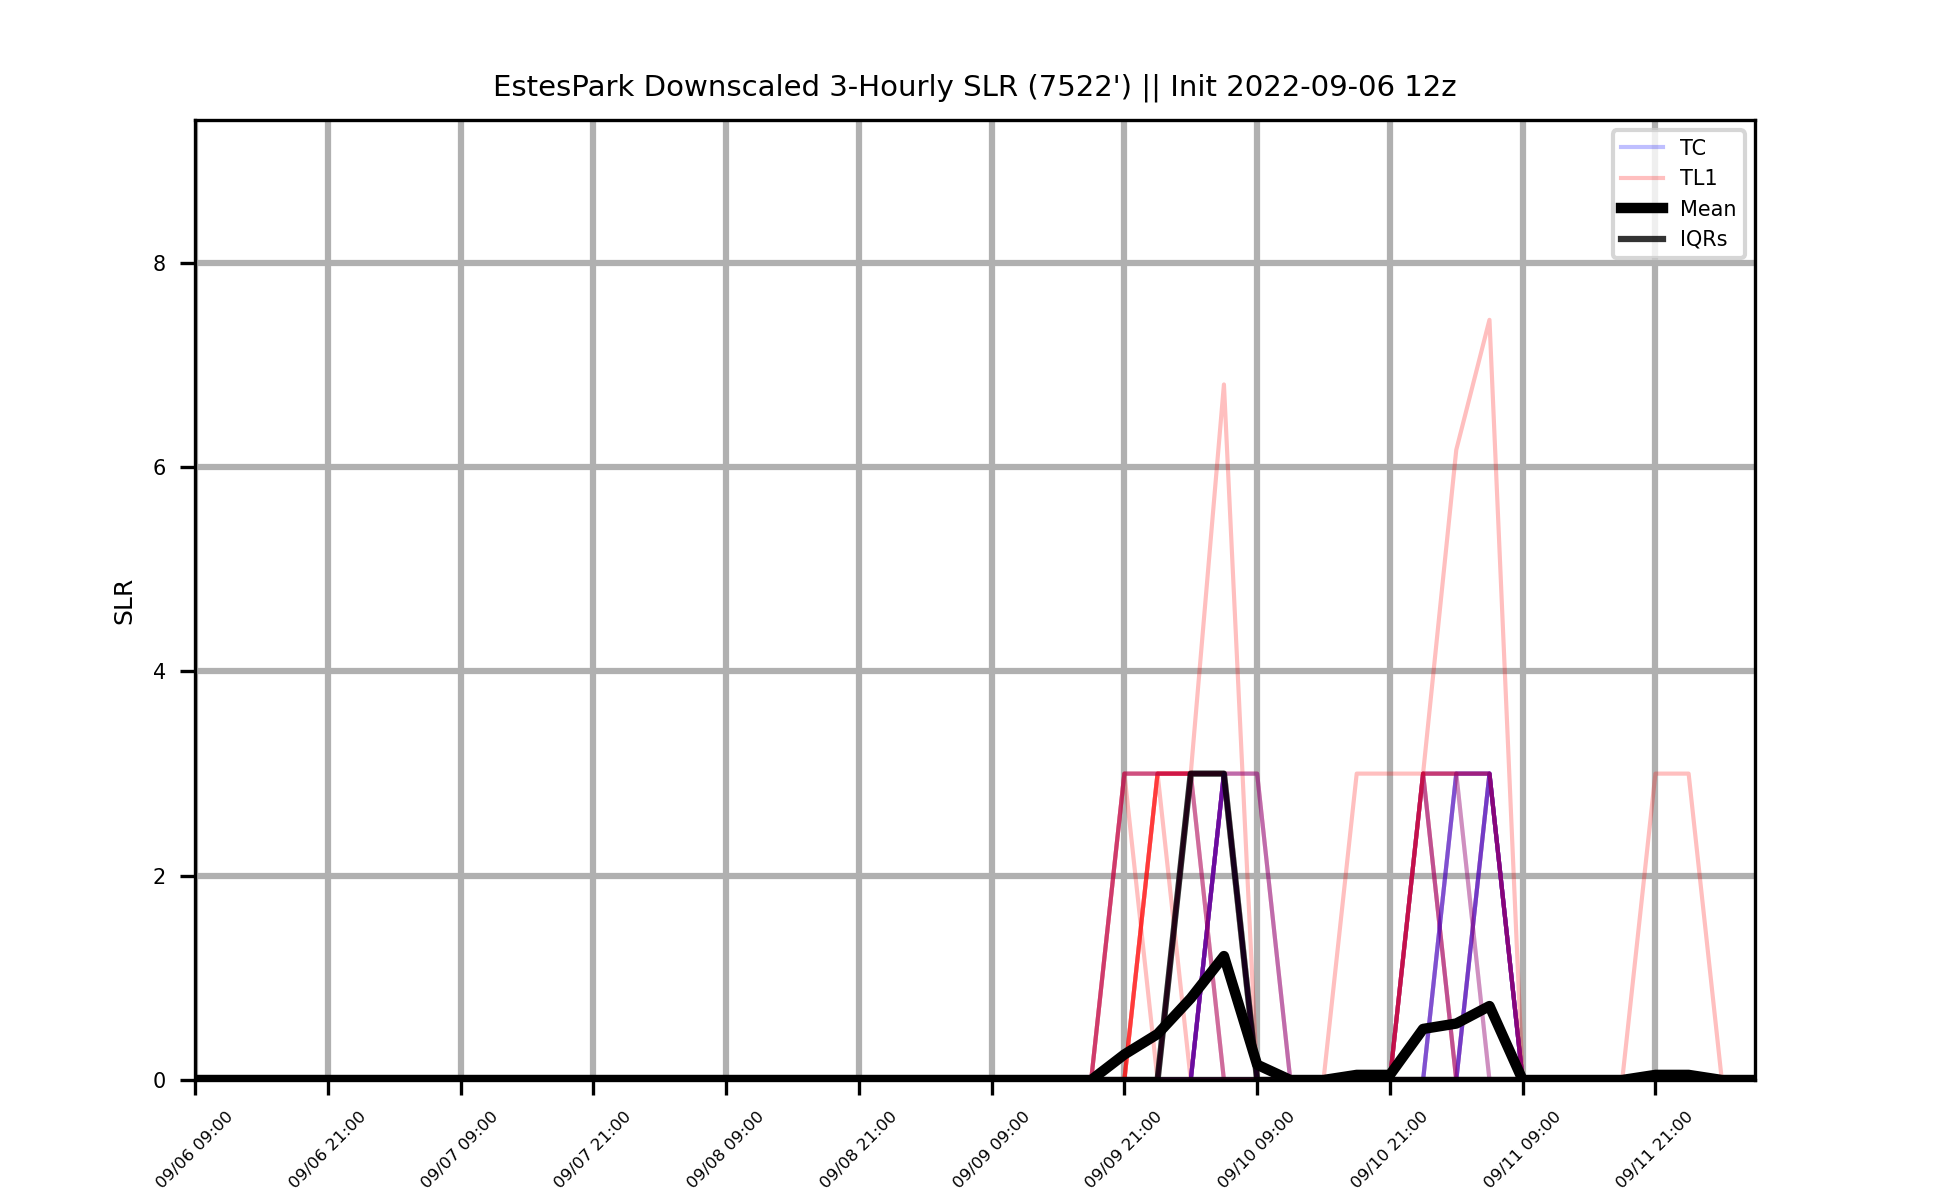 EstesPark Downscaled 3-Hourly SLR (7522') || Init 2022-09-06 12z
TC
TL1
Mean
IQRs
SLR
8
6
4
2
0
09/06 09:00
09/06 21:00
09/07 09:00
09/07 21:00
09/08 09:00
09/08 21:00
09/09 09:00
09/09 21:00
09/10 09:00
09/10 21:00
09/11 09:00
09/11 21:00